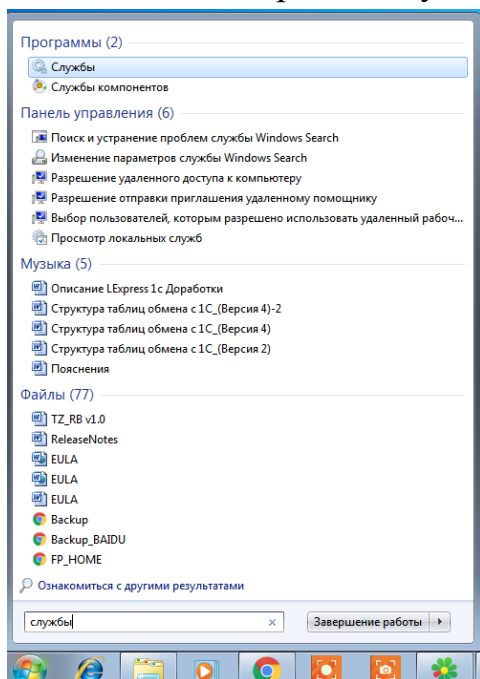 Программы (2)
Службы
Службы компонентов
Панель управления (6)
Поиск и устранение проблем службы Windows Search
Изменение параметров службы Windows Search
Разрешение удаленного доступа к компьютеру
Разрешение отправки приглашения удаленному помощнику
Выбор пользователей, которым разрешено использовать удаленный рабоч...
Просмотр локальных служб
Музыка (5)
Описание LExpress 1с Доработки
Структура таблиц обмена с 1С_(Версия 4)-2
Структура таблиц обмена с 1С_(Версия 4)
Структура таблиц обмена с 1С_(Версия 2)
Пояснения
Файлы (77)
TZ_RB v1.0
ReleaseNotes
EULA
EULA
EULA
Backup
Backup_BAIDU
FP_HOME
Ознакомиться с другими результатами
службы
Завершение работы